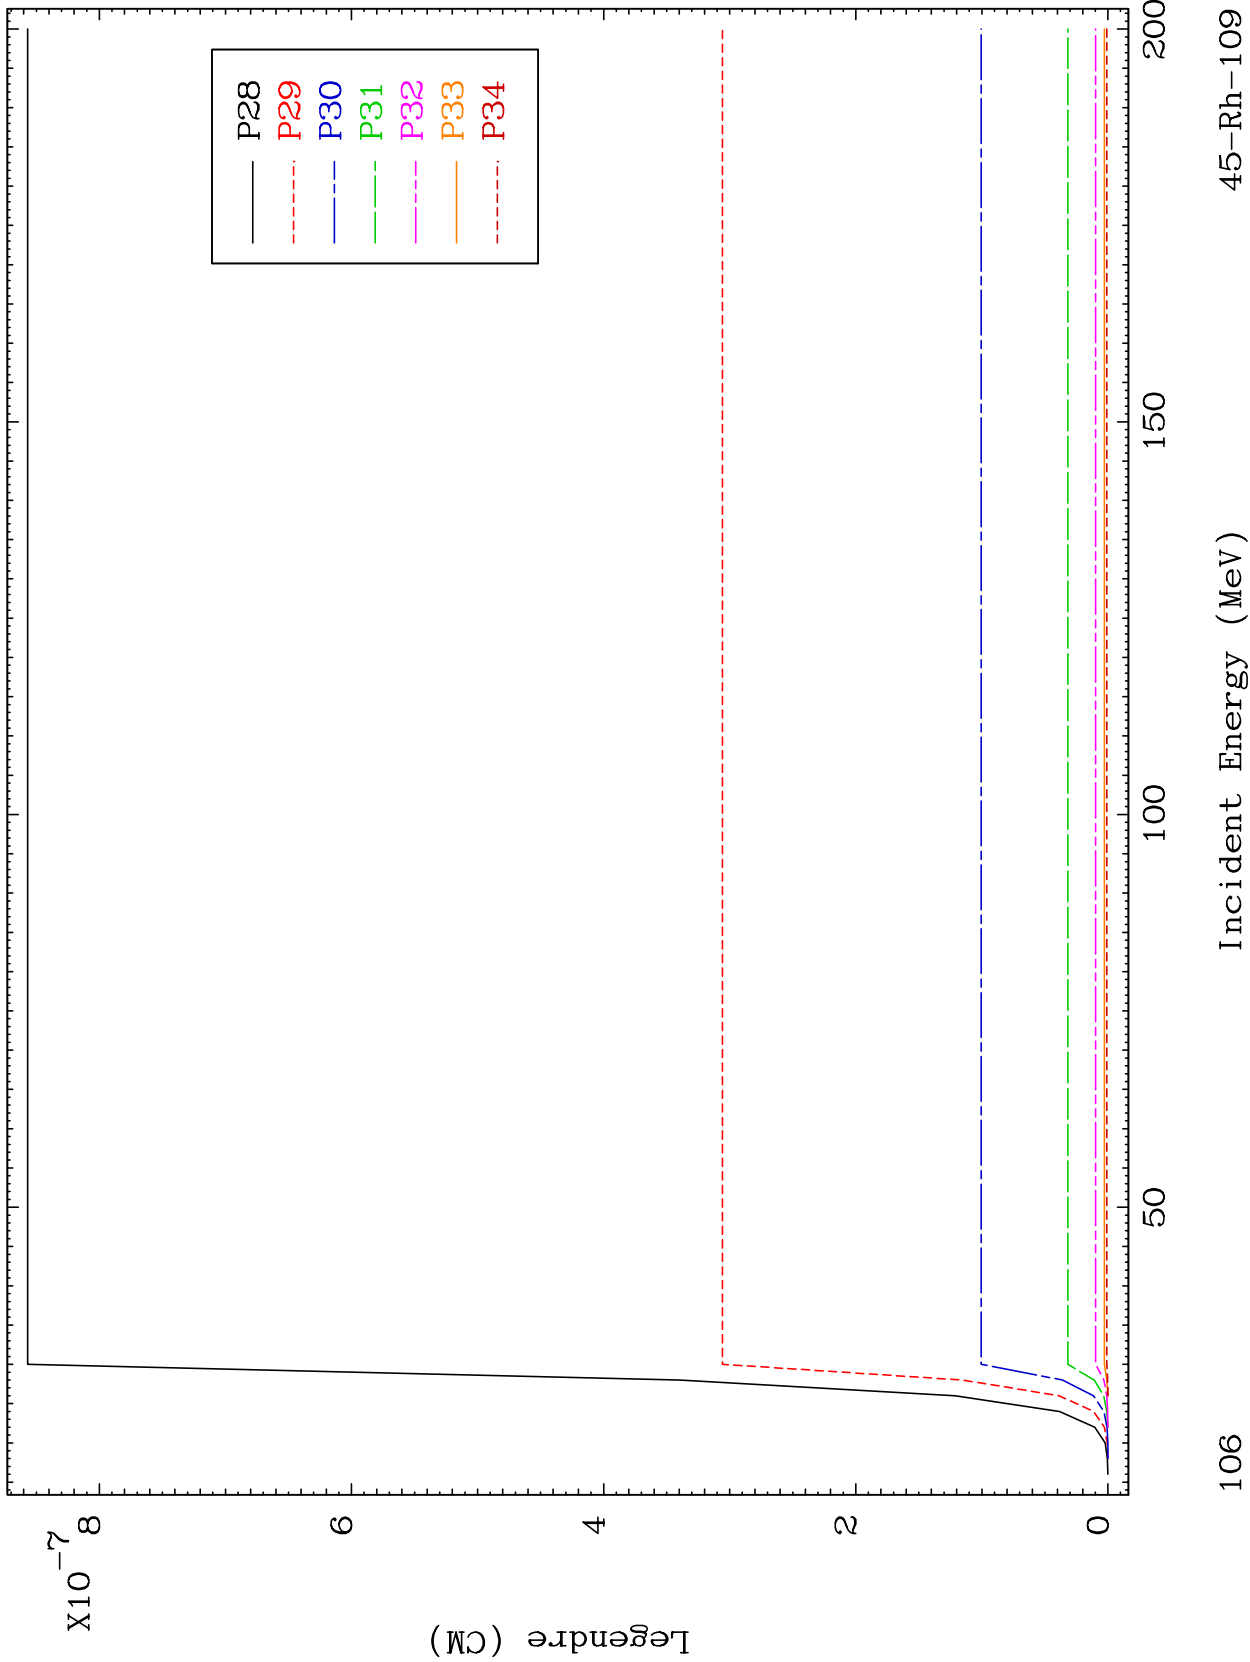 X10-7
8
6
4
2
0
Legendre (CM)
P28
P29
P30
P31
P32
P33
P34
50
100
150
200
Incident Energy (MeV)
106
45-Rh-109